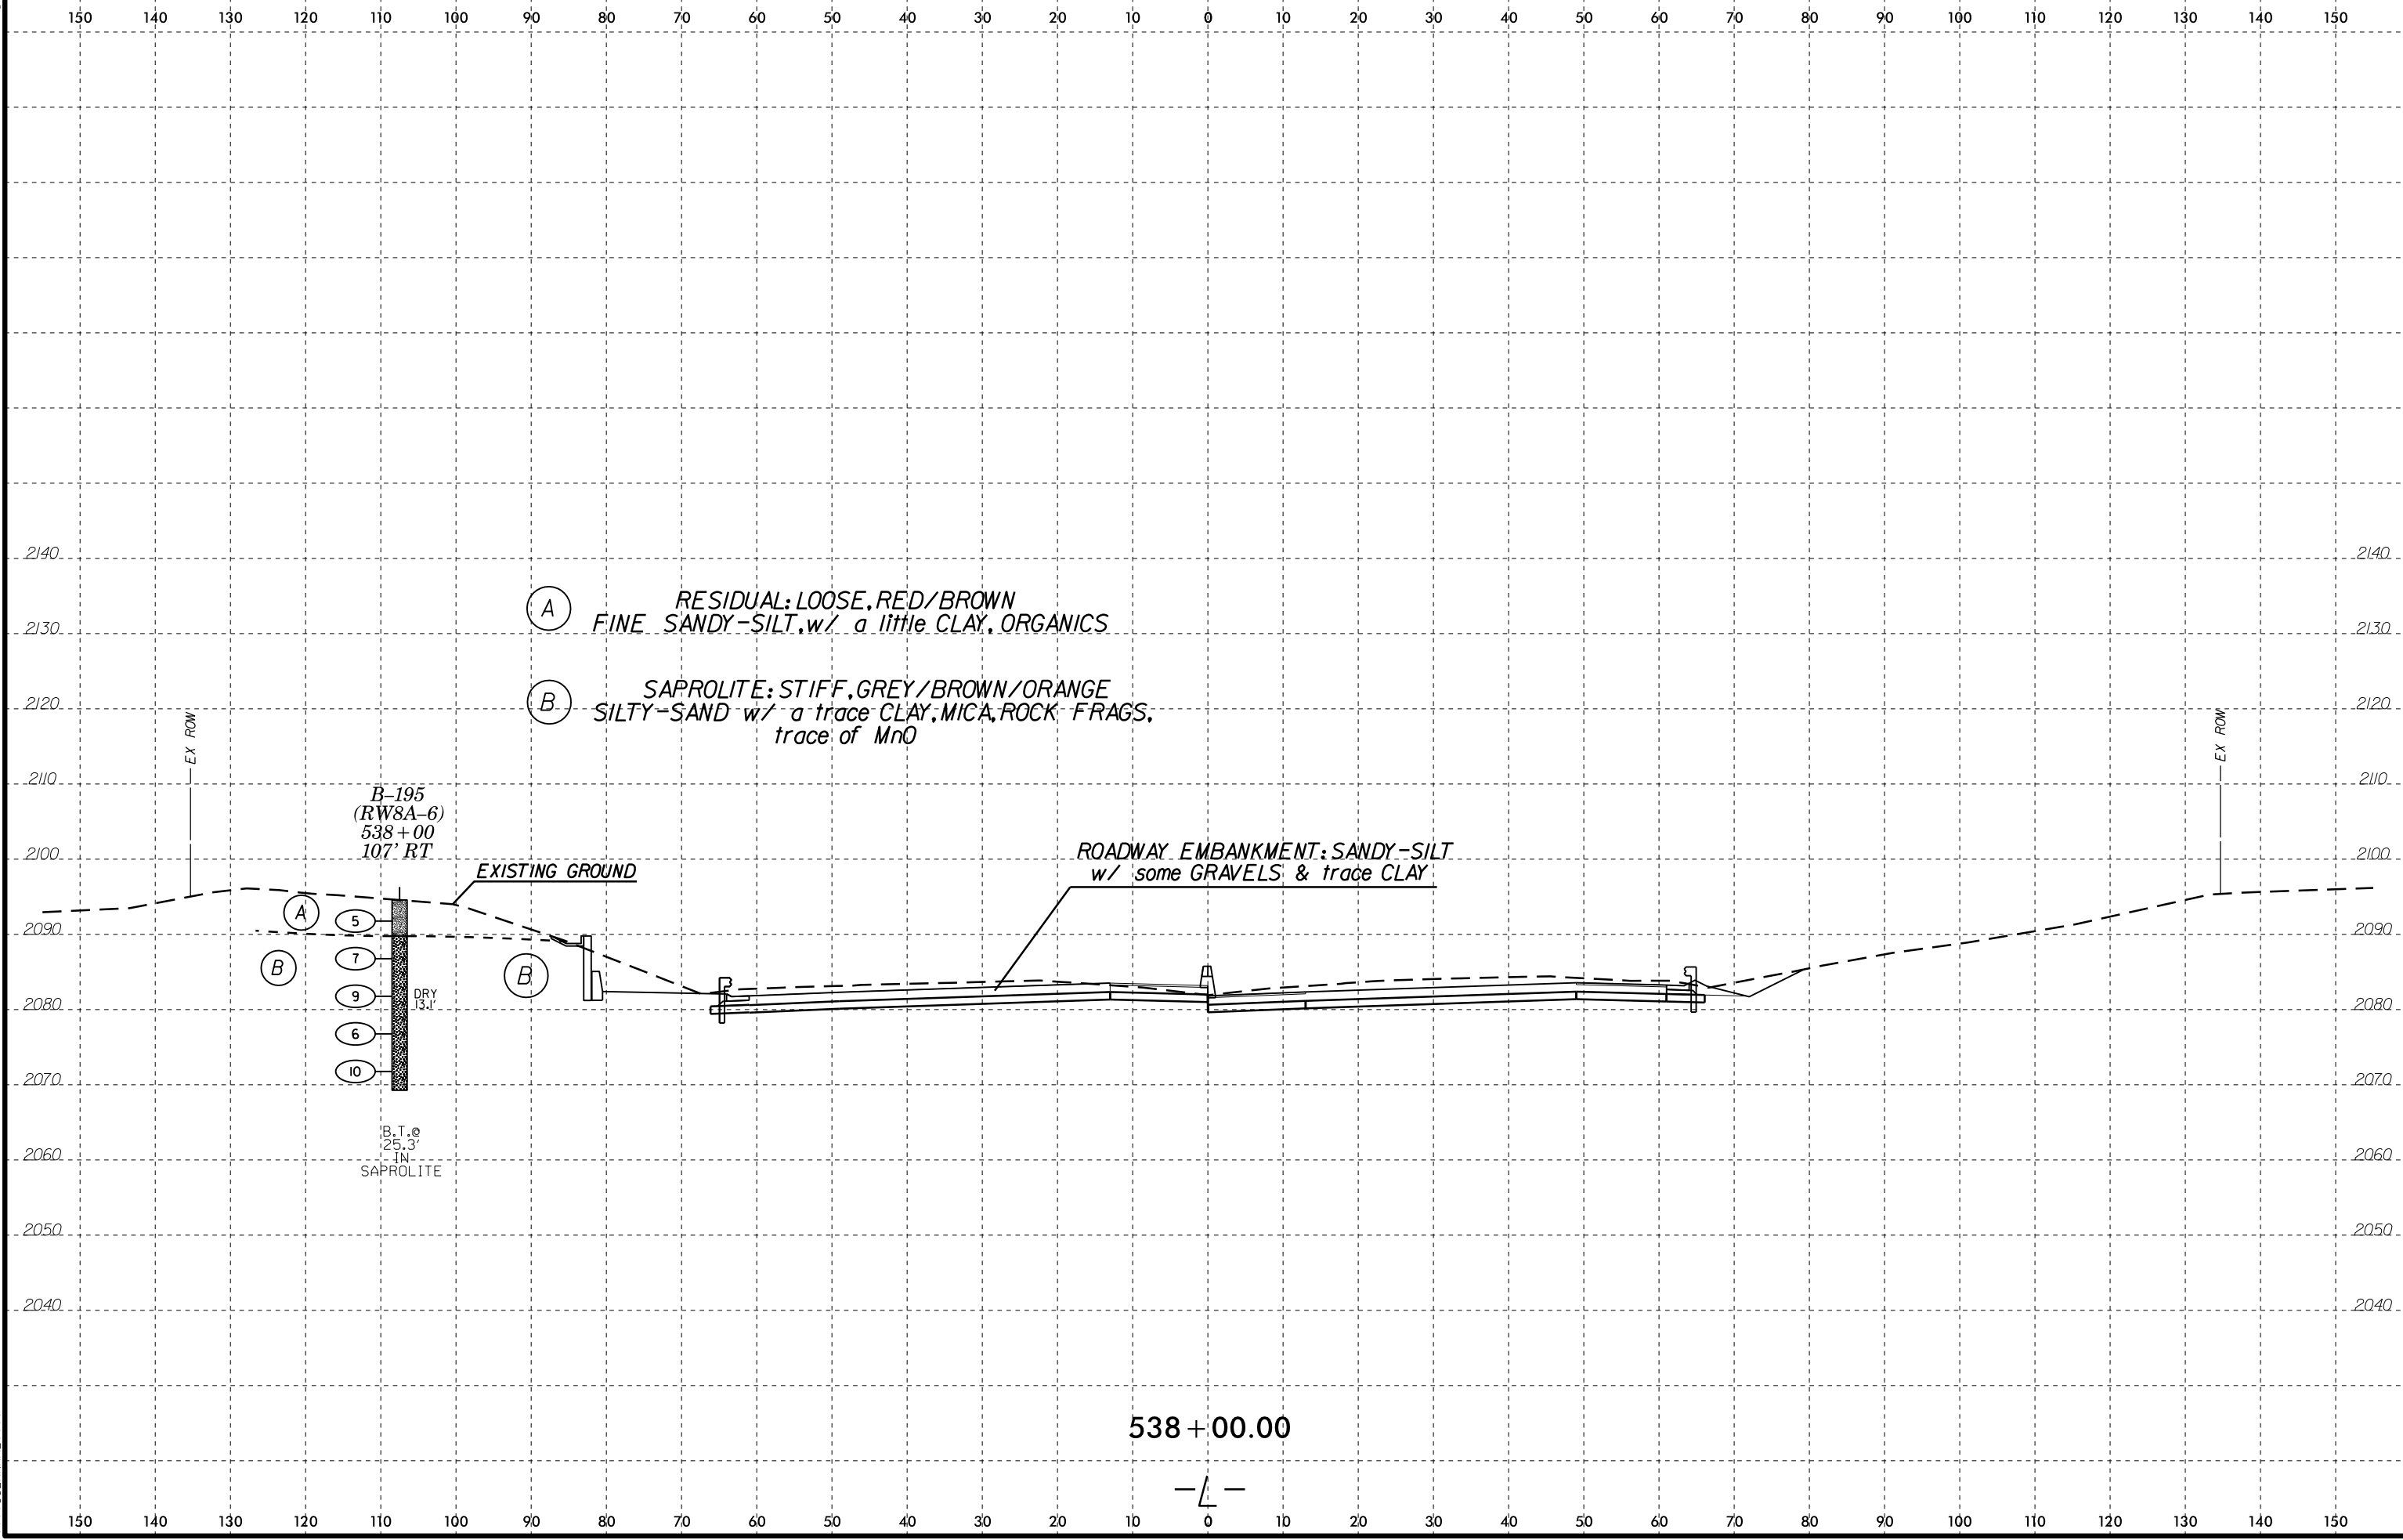 150 140 130 120 110 100 90 80 70 60 50 40 30 20 10 0 10 20 30 40 50 60 70 80 90 100 110 120 130 140 150
2140 2140
A RESIDUAL: LOOSE, RED/BROWN
FINE SANDY-SILT, w/ a little CLAY, ORGANICS
2130 2130
B SAPROLITE: STIFF, GREY/BROWN/ORANGE
SILTY-SAND w/ a trace CLAY, MICA, ROCK FRAGS,
trace of MnO
2120 2120
EX ROW
EX ROW
2110 2110
B-195
(RW8A-6)
538+00
107' RT
2100 2100
EXISTING GROUND
ROADWAY EMBANKMENT: SANDY-SILT
w/ some GRAVELS & trace CLAY
A
5
2090 2090
7
B
B
9
DRY
13.1'
2080 2080
6
10
2070 2070
B.T.@
25.3'
IN
SAPROLITE
2060 2060
2050 2050
2040 2040
538+00.00
-L-
150 140 130 120 110 100 90 80 70 60 50 40 30 20 10 0 10 20 30 40 50 60 70 80 90 100 110 120 130 140 150